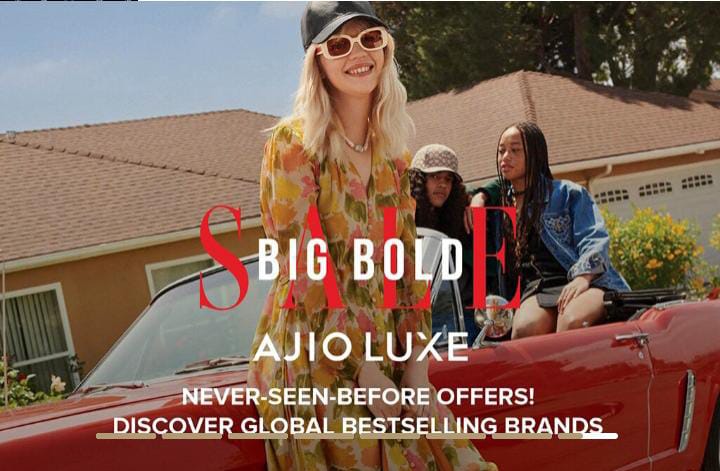 SALE
BIG BOLD
AJIO LUXE
NEVER-SEEN-BEFORE OFFERS!
DISCOVER GLOBAL BESTSELLING BRANDS